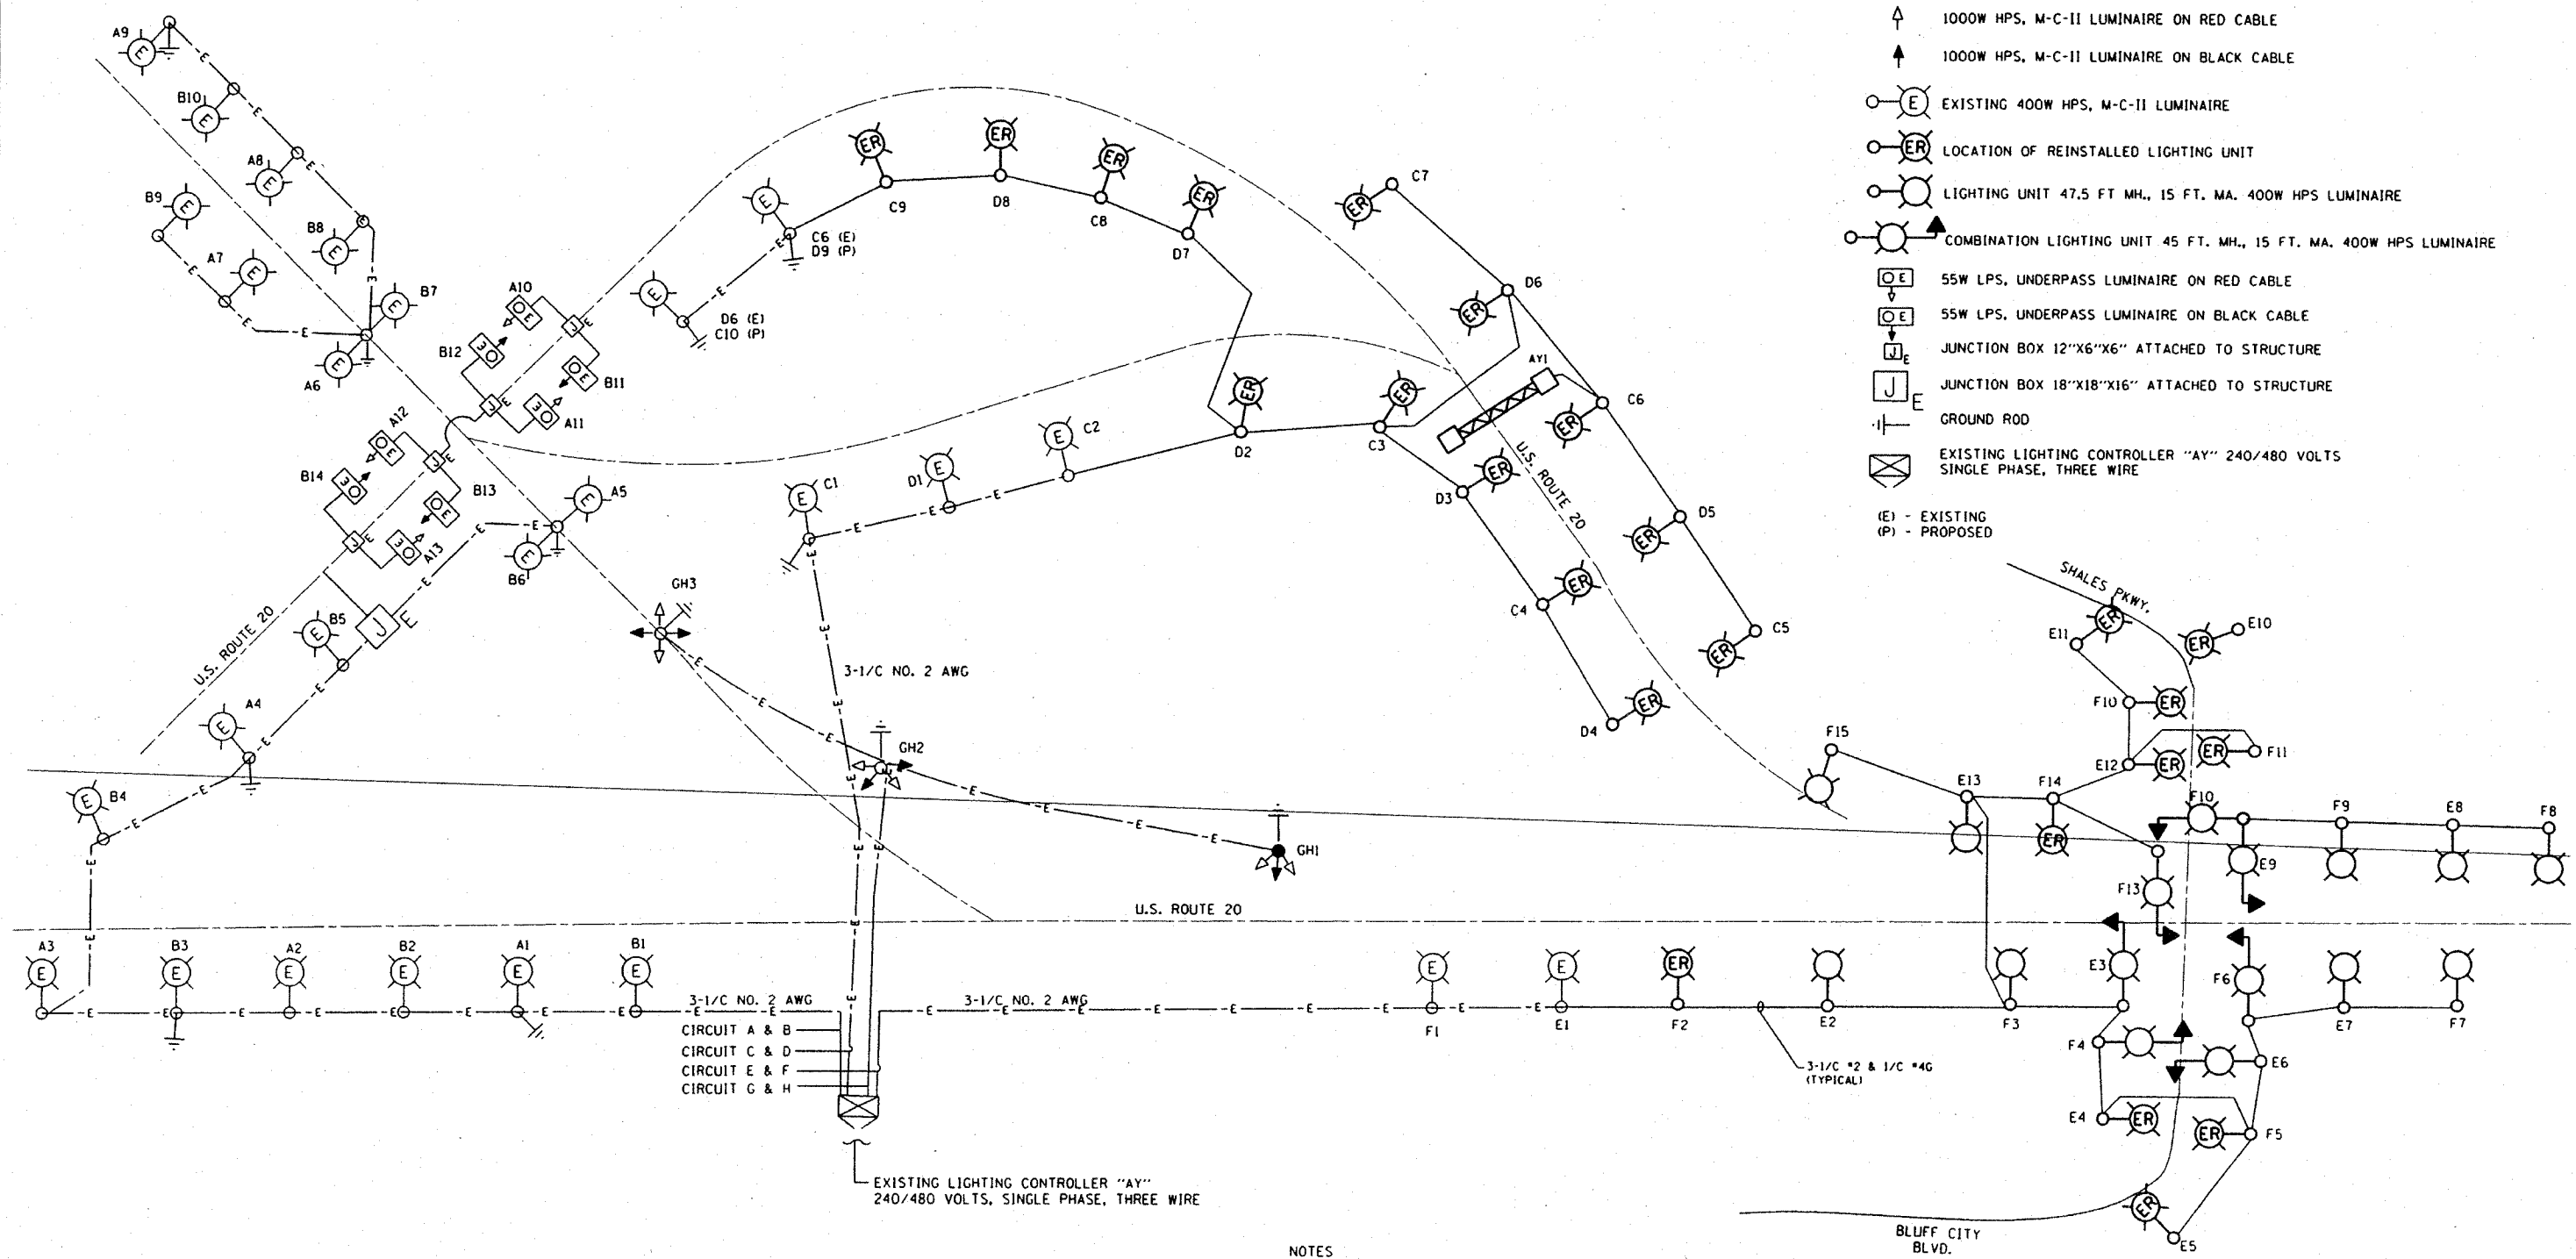 1000W HPS, M-C-II LUMINAIRE ON RED CABLE
1000W HPS, M-C-II LUMINAIRE ON BLACK CABLE
E EXISTING 400W HPS, M-C-II LUMINAIRE
ER LOCATION OF REINSTALLED LIGHTING UNIT
LIGHTING UNIT 47.5 FT MH., 15 FT. MA. 400W HPS LUMINAIRE
COMBINATION LIGHTING UNIT 45 FT. MH., 15 FT. MA. 400W HPS LUMINAIRE
OE 55W LPS, UNDERPASS LUMINAIRE ON RED CABLE
OE 55W LPS, UNDERPASS LUMINAIRE ON BLACK CABLE
J E JUNCTION BOX 12"X6"X6" ATTACHED TO STRUCTURE
J E JUNCTION BOX 18"X18"X16" ATTACHED TO STRUCTURE
GROUND ROD
EXISTING LIGHTING CONTROLLER "AY" 240/480 VOLTS
SINGLE PHASE, THREE WIRE
(E) - EXISTING
(P) - PROPOSED
A9
B10
A8
B9
B8
A7
B7
A6
A10
B12
B11
A11
A12
B14
B13
A13
A5
B6
B5
A4
B4
U.S. ROUTE 20
C6 (E)
D9 (P)
D6 (E)
C10 (P)
C9
D8
C8
D7
C7
D6
AY1
C6
C3
D2
C2
D1
C1
D3
U.S. ROUTE 20
D5
C4
C5
D4
GH3
3-1/C NO. 2 AWG
GH2
GH1
SHALES PKWY.
E11
E10
F10
F11
E12
F15
E13
F14
F10
F9
E8
F8
E9
F13
U.S. ROUTE 20
A3
B3
A2
B2
A1
B1
3-1/C NO. 2 AWG
3-1/C NO. 2 AWG
F1
E1
F2
E2
F3
E3
F6
E7
F7
F4
E6
E4
F5
E5
3-1/C #2 & 1/C #4G
(TYPICAL)
CIRCUIT A & B
CIRCUIT C & D
CIRCUIT E & F
CIRCUIT G & H
EXISTING LIGHTING CONTROLLER "AY"
240/480 VOLTS, SINGLE PHASE, THREE WIRE
BLUFF CITY
BLVD.
NOTES